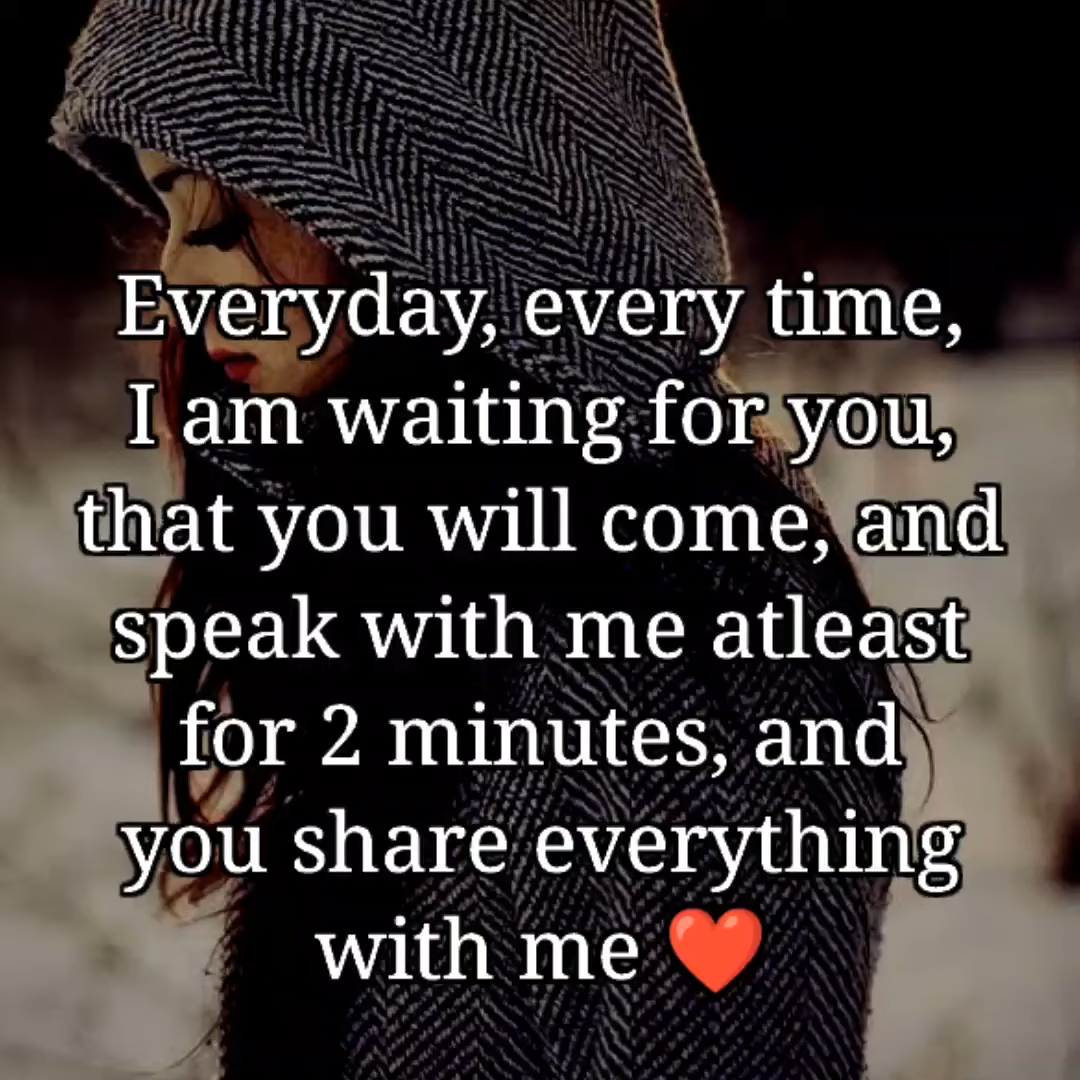 Everyday, every time,
I am waiting for you,
that you will come, and
speak with me atleast
for 2 minutes, and
you share everything
with me ❤️